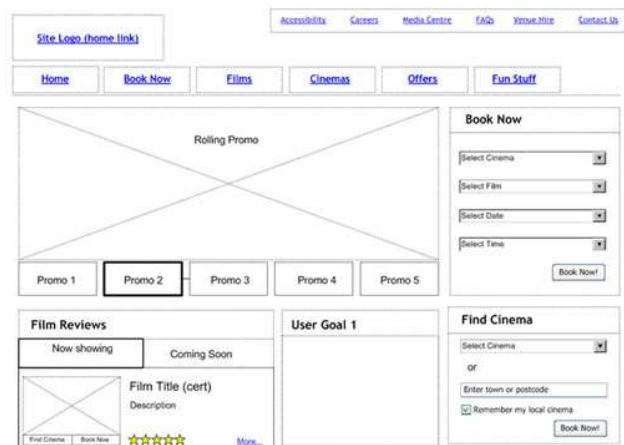 Accessibility Careers Media Centre FAQs Venue Hire Contact Us
Site Logo (home link)
Home Book Now Films Cinemas Offers Fun Stuff
Rolling Promo
Promo 1 Promo 2 Promo 3 Promo 4 Promo 5
Book Now
Select Cinema
Select Film
Select Date
Select Time
Book Now!
Film Reviews
Now showing Coming Soon
Film Title (cert)
Description
Find Cinema Book Now
More...
User Goal 1
Find Cinema
Select Cinema
or
Enter town or postcode
Remember my local cinema
Book Now!